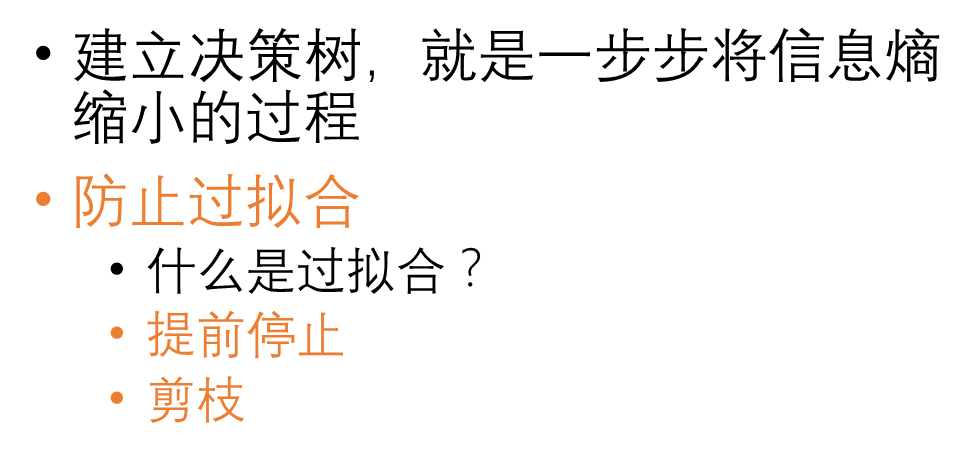 • 建立决策树，就是一步步将信息熵
缩小的过程
• 防止过拟合
• 什么是过拟合？
• 提前停止
• 剪枝